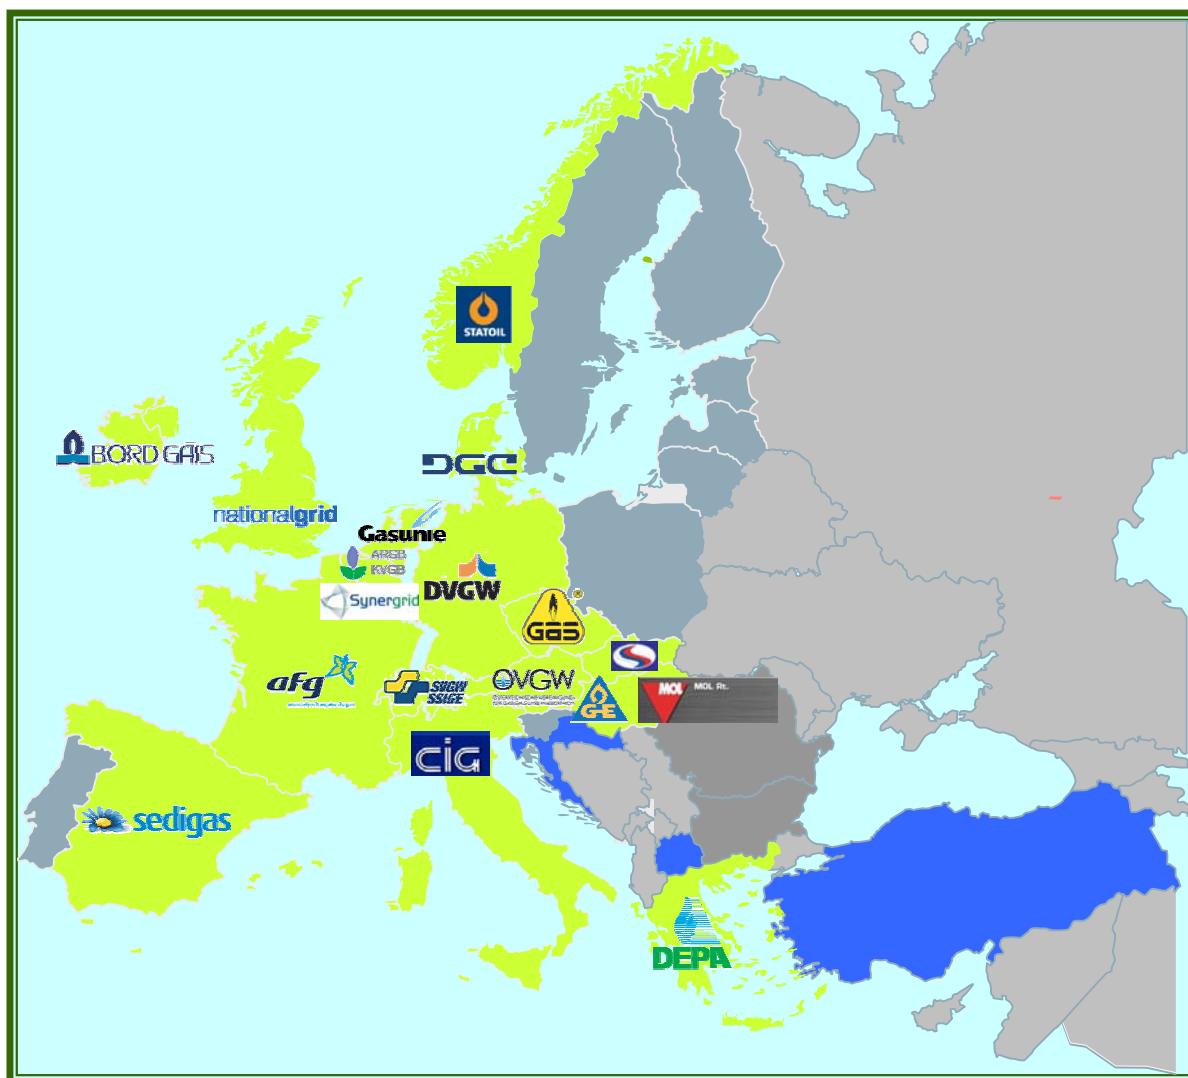 STATOIL
BORD GÁIS
DGC
nationalgrid
Gasunie
ARGB
KVGB
Synergrid
DVGW
GAS
afg
SVGW
SSIGE
ÖVGW
GE
MOL
MOL Rt.
CIG
sedigas
DEPA